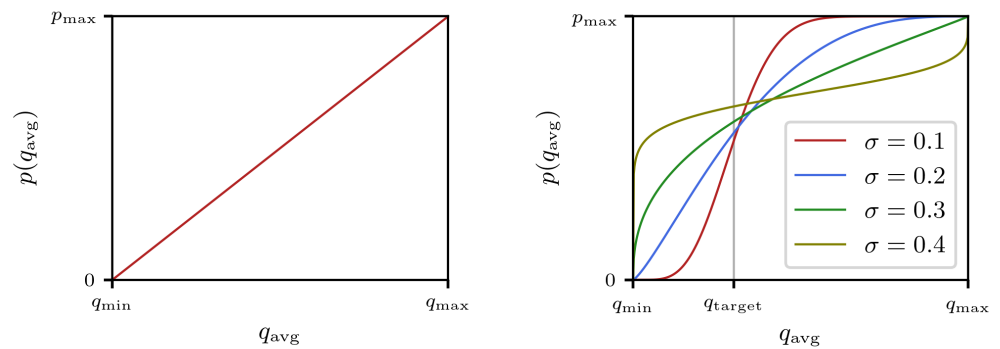 p_max
p(q_avg)
0
q_min
q_max
q_avg
p_max
p(q_avg)
σ = 0.1
σ = 0.2
σ = 0.3
σ = 0.4
0
q_min
q_target
q_max
q_avg